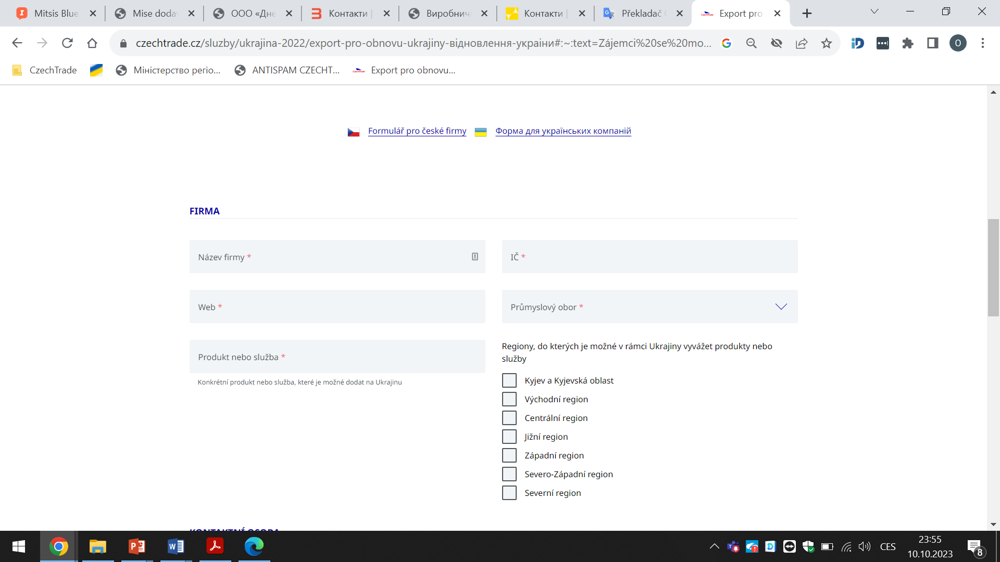 Mitsis Blue
Mise doda
ООО «Дне
Контакти |
Виробнич
Контакти |
Překladač
Export pro
czechtrade.cz/sluzby/ukrajina-2022/export-pro-obnovu-ukrajiny-відновлення-украіни#:~:text=Zájemci%20se%20mo...
CzechTrade
Міністерство регіо...
ANTISPAM CZECHT...
Export pro obnovu...
Formulář pro české firmy
Форма для українських компаній
FIRMA
Název firmy *
IČ *
Web *
Průmyslový obor *
Produkt nebo služba *
Konkrétní produkt nebo služba, které je možné dodat na Ukrajinu
Regiony, do kterých je možné v rámci Ukrajiny vyvážet produkty nebo
služby
Kyjev a Kyjevská oblast
Východní region
Centrální region
Jižní region
Západní region
Severo-Západní region
Severní region
KONTAKTNÍ OSOBA
CES
23:55
10.10.2023
8